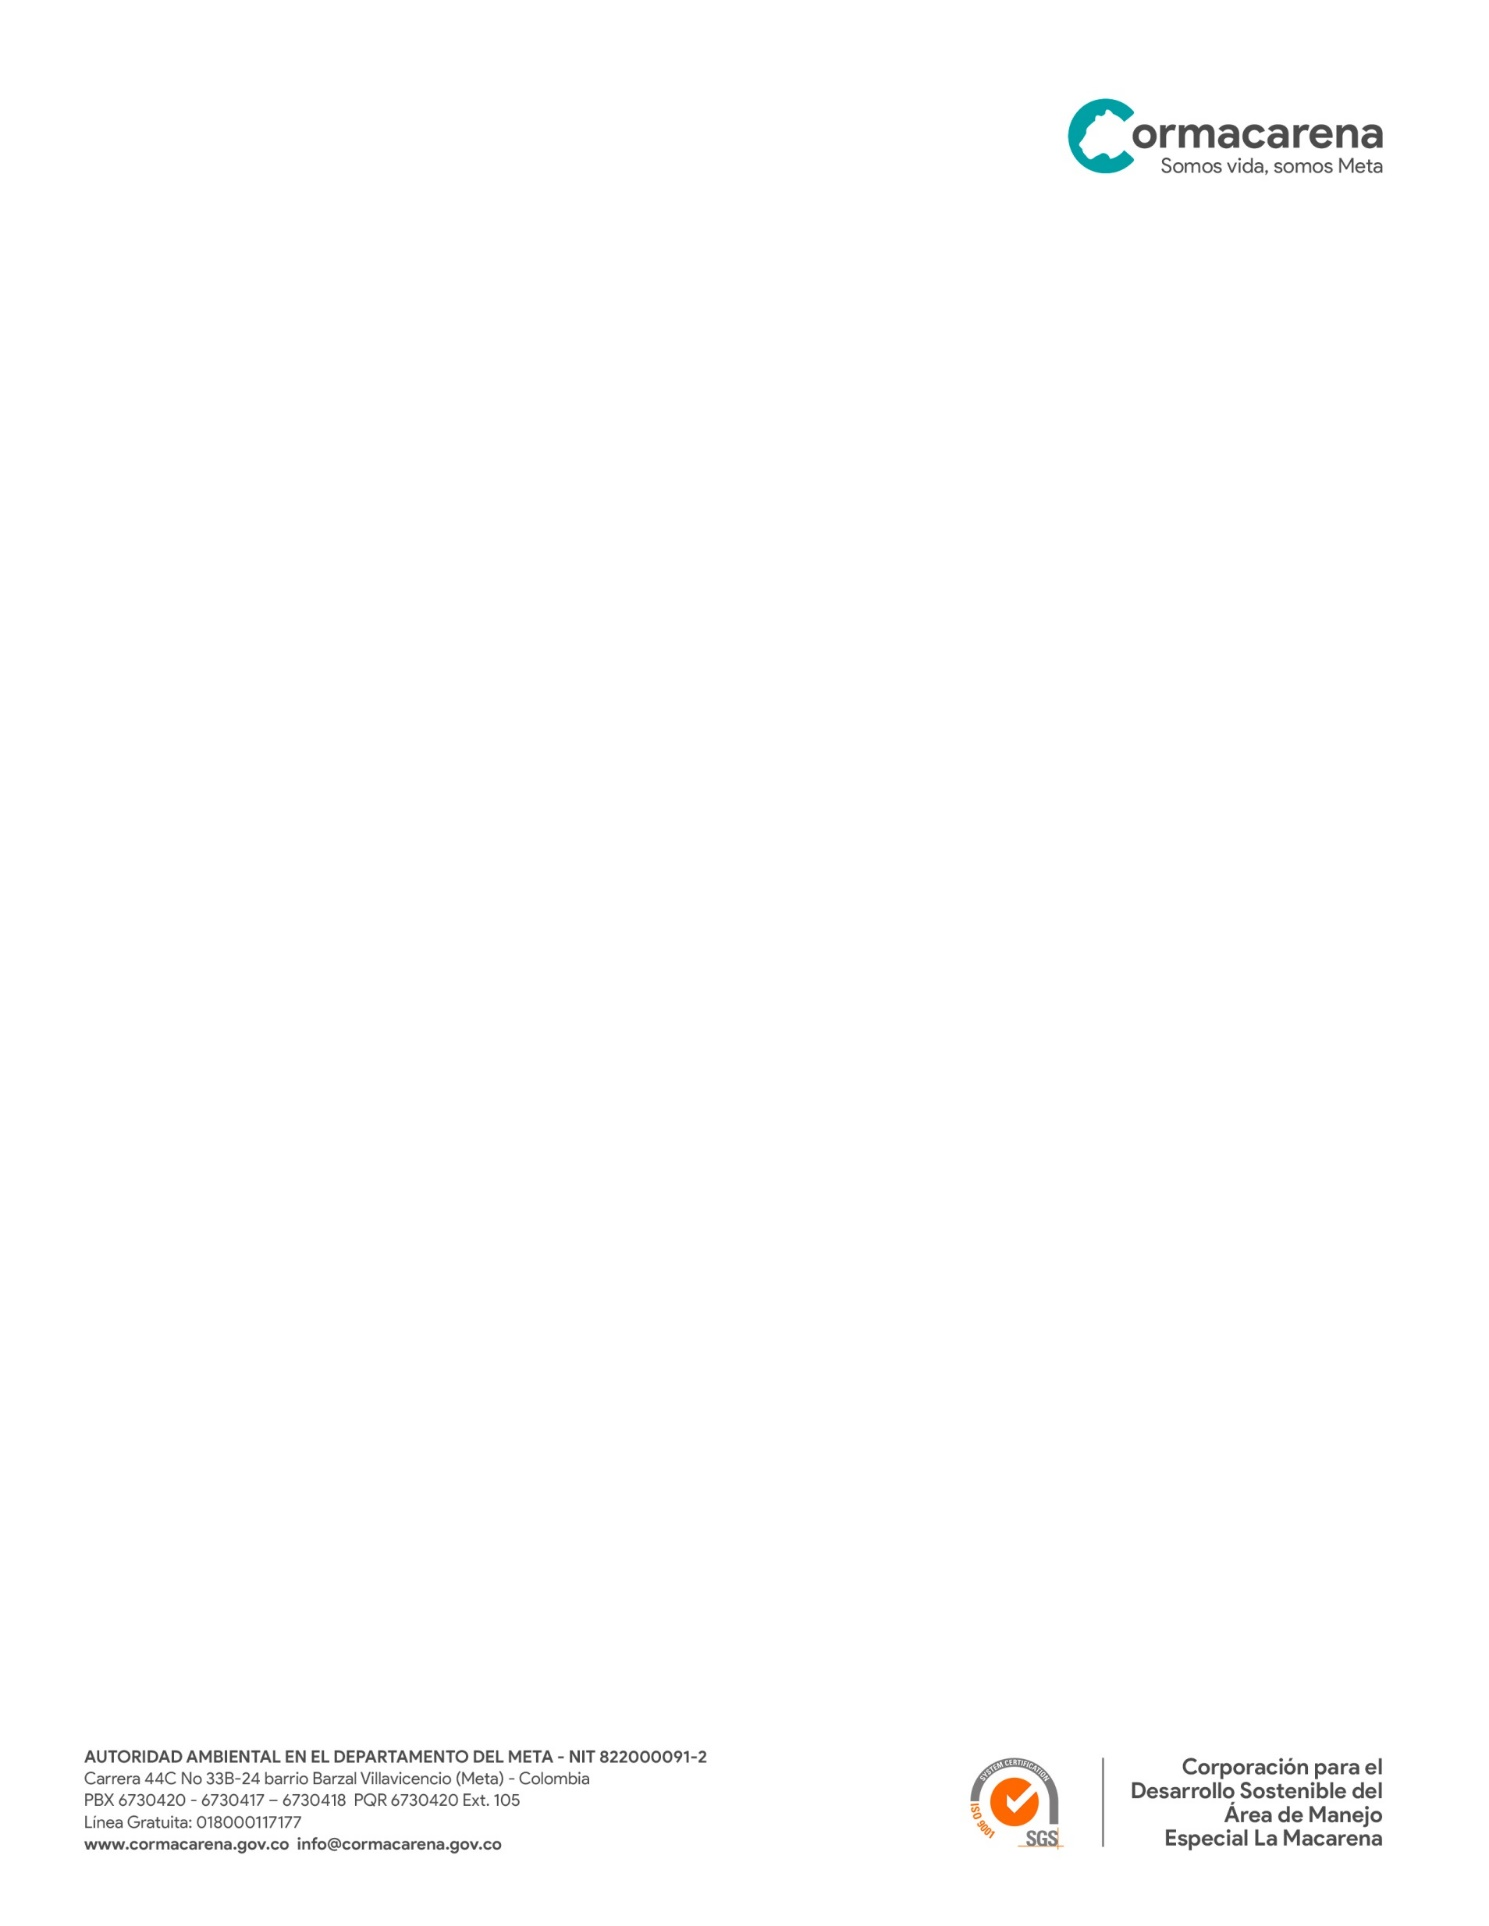 Cormacarena
Somos vida, somos Meta
AUTORIDAD AMBIENTAL EN EL DEPARTAMENTO DEL META - NIT 822000091-2
Carrera 44C No 33B-24 barrio Barzal Villavicencio (Meta) - Colombia
PBX 6730420 - 6730417 – 6730418  PQR 6730420 Ext. 105
Línea Gratuita: 018000117177
www.cormacarena.gov.co  info@cormacarena.gov.co
SYSTEM CERTIFICATION
ISO 9001
SGS
Corporación para el
Desarrollo Sostenible del
Área de Manejo
Especial La Macarena